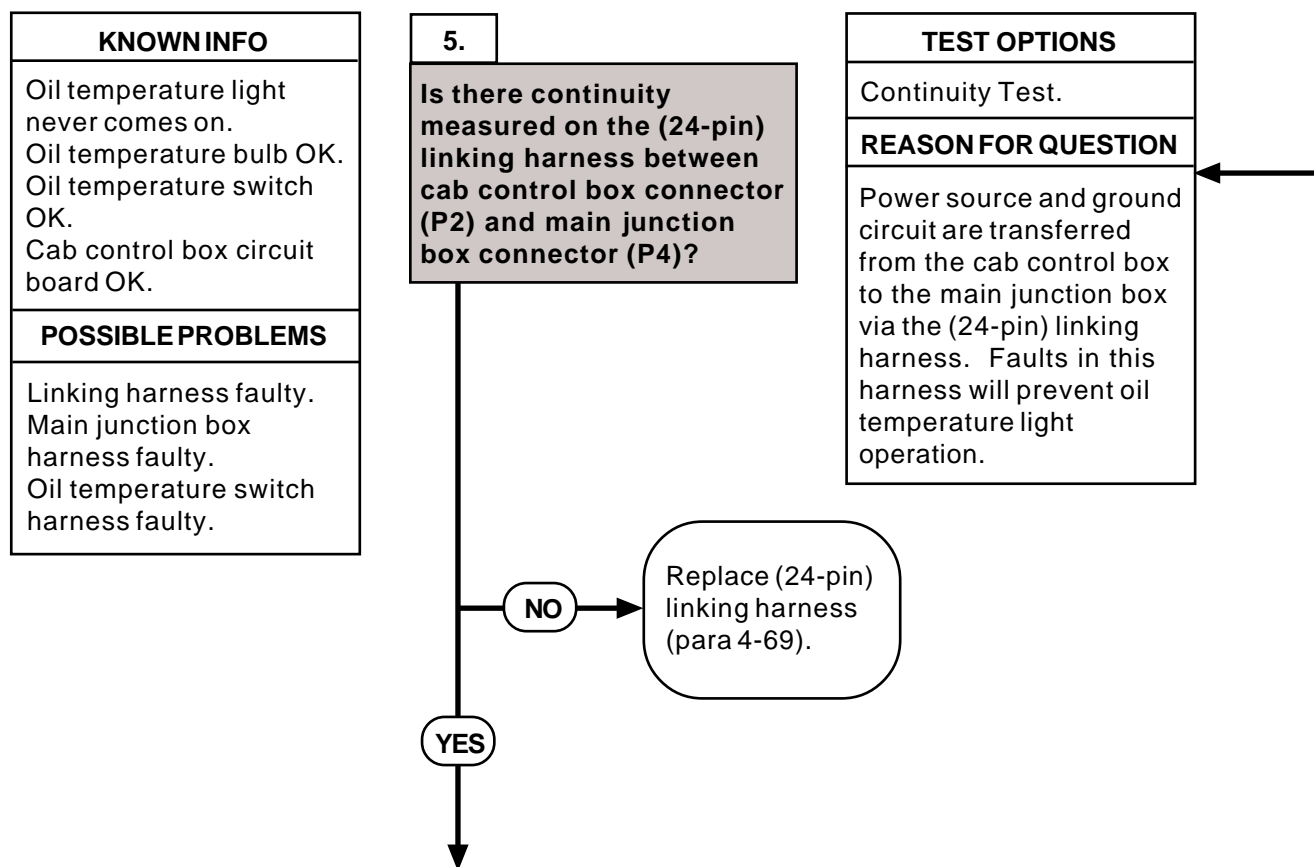 KNOWN INFO
Oil temperature light
never comes on.
Oil temperature bulb OK.
Oil temperature switch
OK.
Cab control box circuit
board OK.
POSSIBLE PROBLEMS
Linking harness faulty.
Main junction box
harness faulty.
Oil temperature switch
harness faulty.
5.
Is there continuity
measured on the (24-pin)
linking harness between
cab control box connector
(P2) and main junction
box connector (P4)?
TEST OPTIONS
Continuity Test.
REASON FOR QUESTION
Power source and ground
circuit are transferred
from the cab control box
to the main junction box
via the (24-pin) linking
harness. Faults in this
harness will prevent oil
temperature light
operation.
NO
Replace (24-pin)
linking harness
(para 4-69).
YES